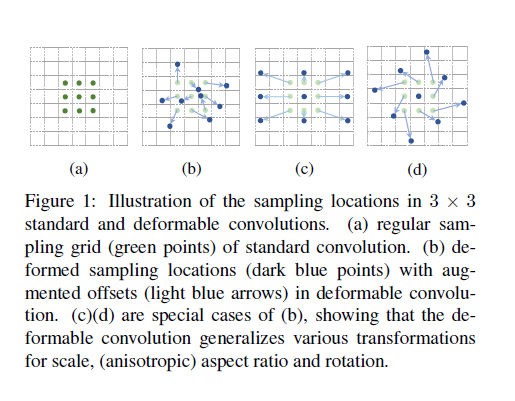 (a) (b) (c) (d)
Figure 1: Illustration of the sampling locations in 3 × 3
standard and deformable convolutions. (a) regular sam-
pling grid (green points) of standard convolution. (b) de-
formed sampling locations (dark blue points) with aug-
mented offsets (light blue arrows) in deformable convolu-
tion. (c)(d) are special cases of (b), showing that the de-
formable convolution generalizes various transformations
for scale, (anisotropic) aspect ratio and rotation.